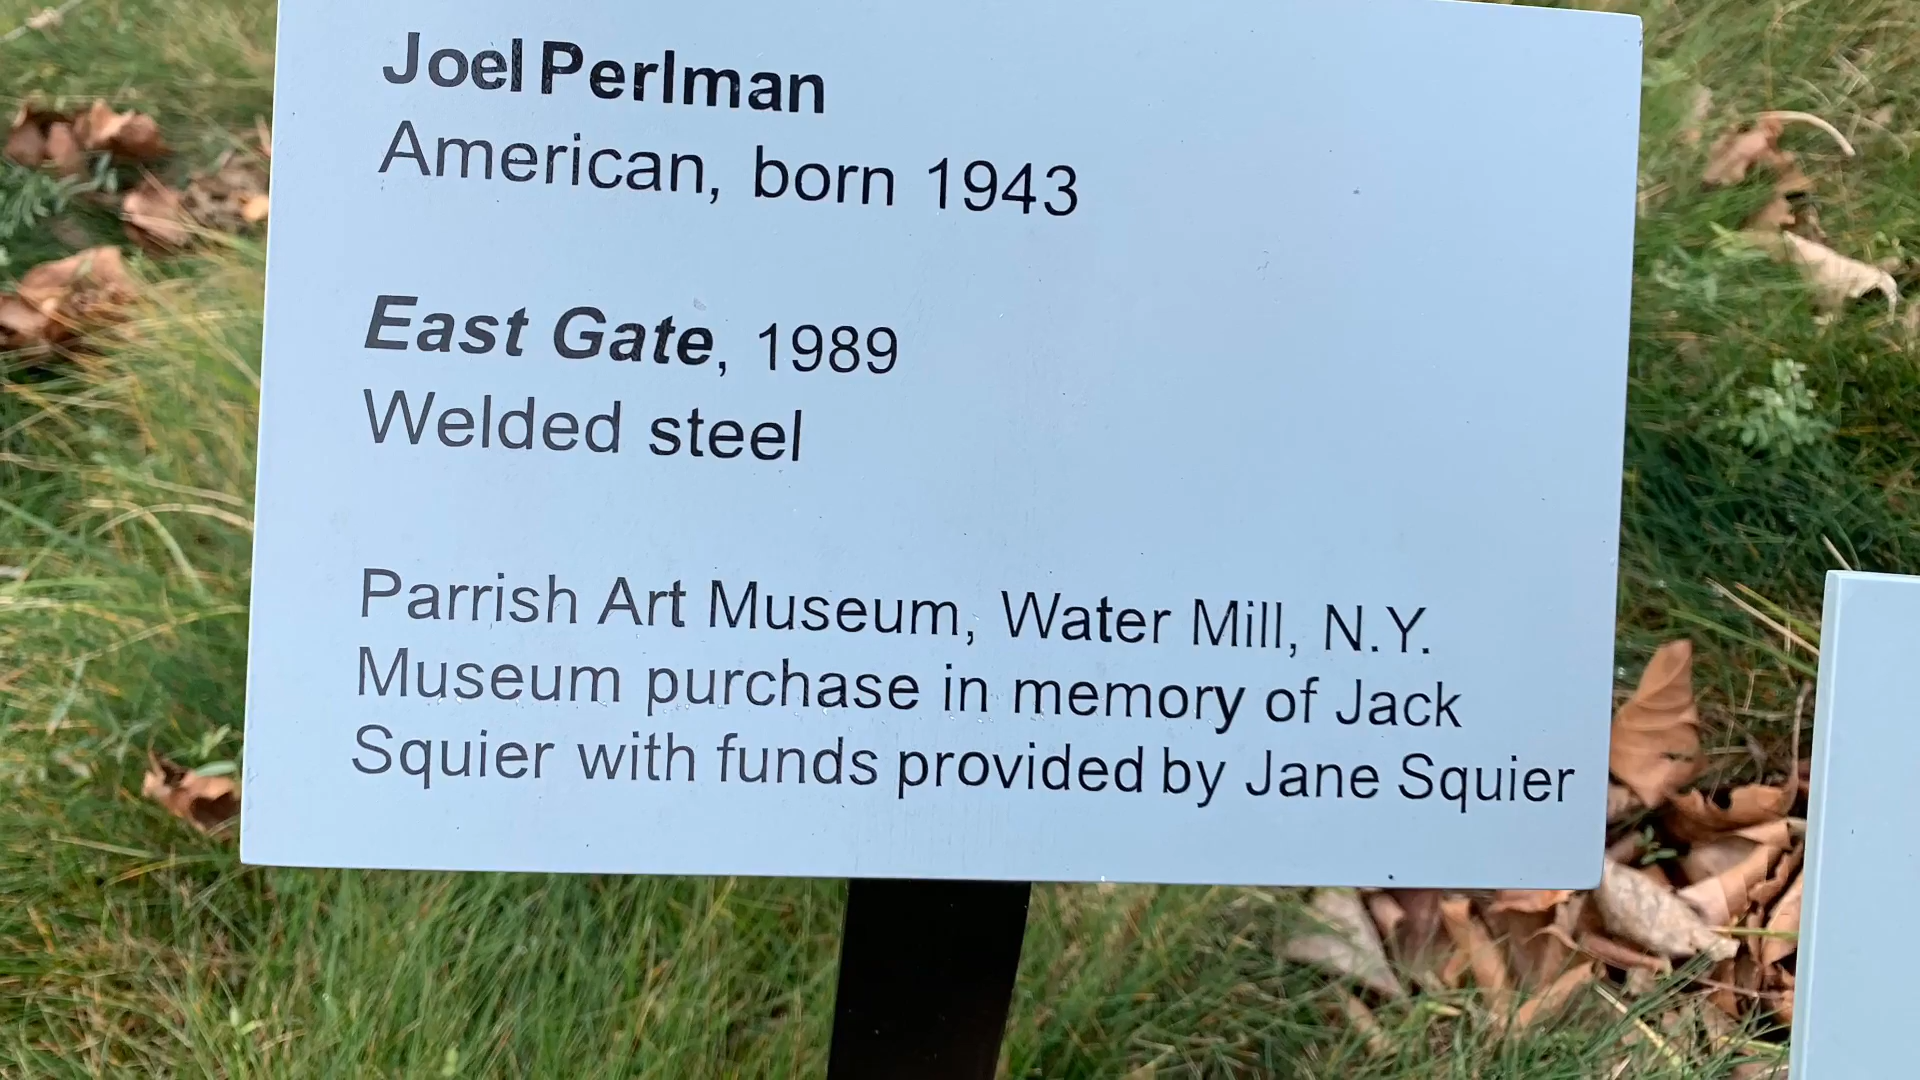 Joel Perlman
American, born 1943
East Gate, 1989
Welded steel
Parrish Art Museum, Water Mill, N.Y.
Museum purchase in memory of Jack
Squier with funds provided by Jane Squier